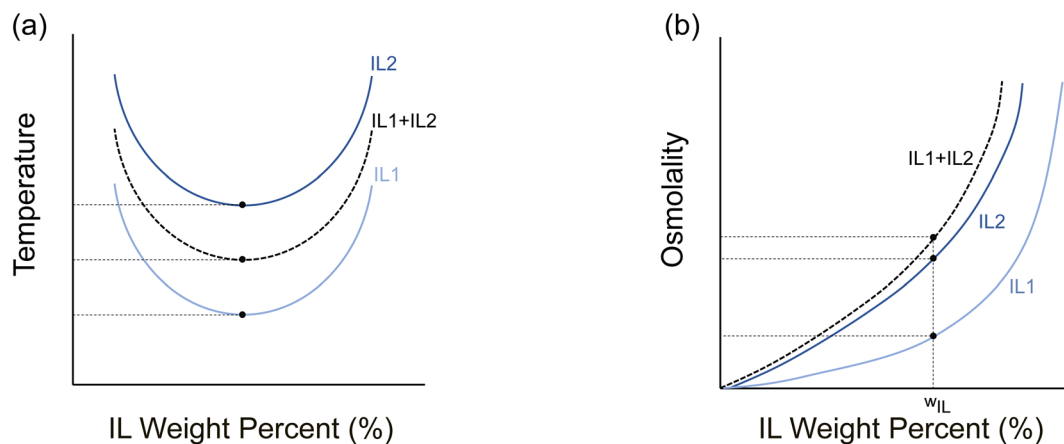 (a)
Temperature
IL2
IL1+IL2
IL1
IL Weight Percent (%)
(b)
Osmolality
IL1+IL2
IL2
IL1
wIL
IL Weight Percent (%)